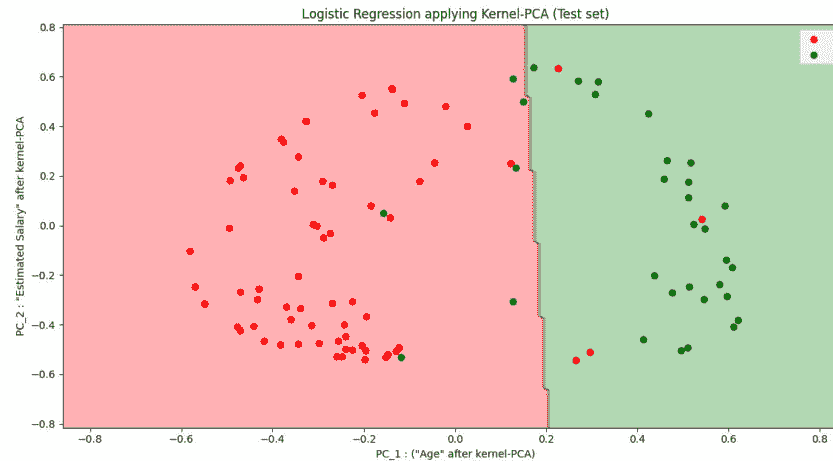 Logistic Regression applying Kernel-PCA (Test set)
PC_2 : "Estimated Salary" after kernel-PCA
0.8
0.6
0.4
0.2
0.0
−0.2
−0.4
−0.6
−0.8
−0.8 −0.6 −0.4 −0.2 0.0 0.2 0.4 0.6 0.8
PC_1 : ("Age" after kernel-PCA)